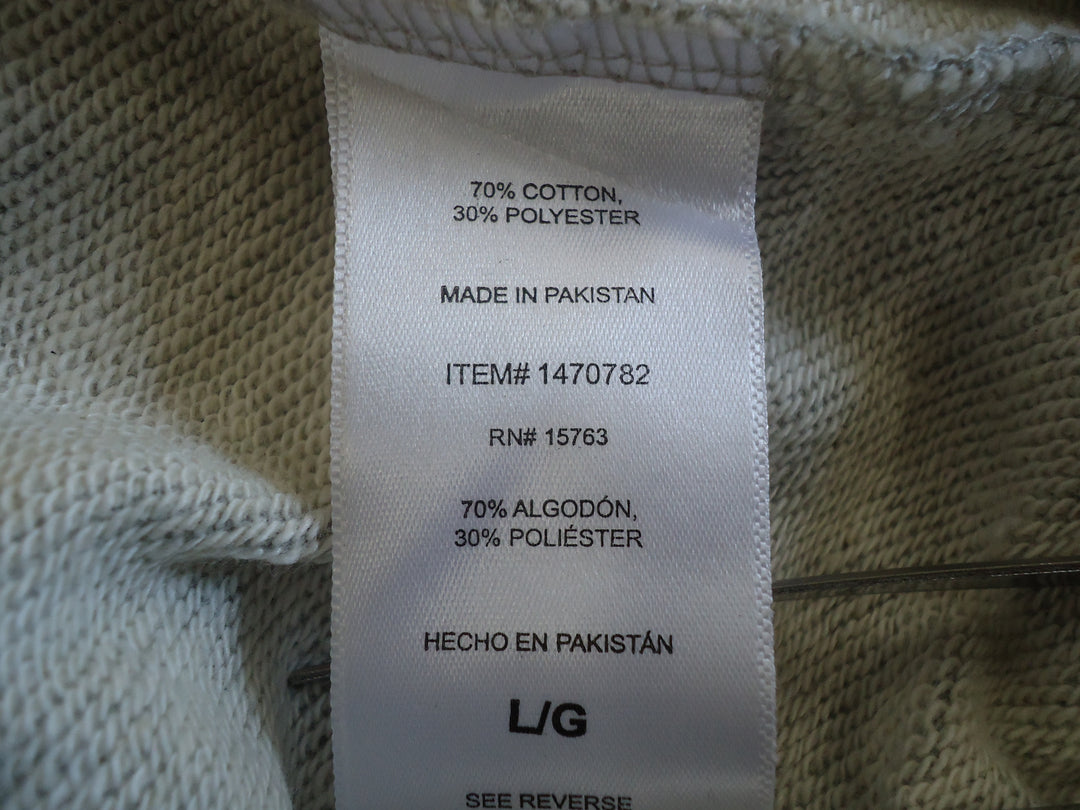 70% COTTON,
30% POLYESTER
MADE IN PAKISTAN
ITEM# 1470782
RN# 15763
70% ALGODÓN,
30% POLIÉSTER
HECHO EN PAKISTÁN
L/G
SEE REVERSE